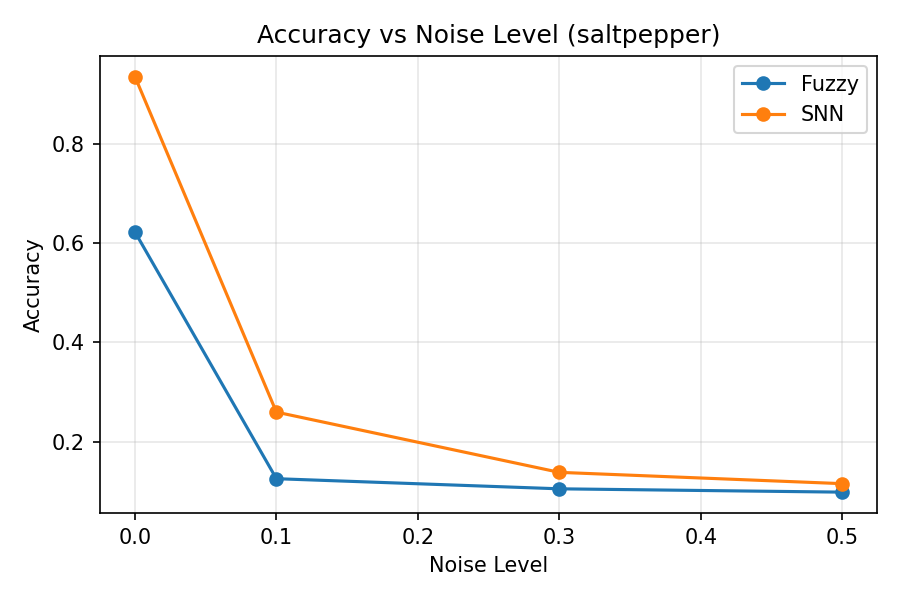 Accuracy vs Noise Level (saltpepper)
Fuzzy
SNN
Accuracy
0.8
0.6
0.4
0.2
0.0 0.1 0.2 0.3 0.4 0.5
Noise Level